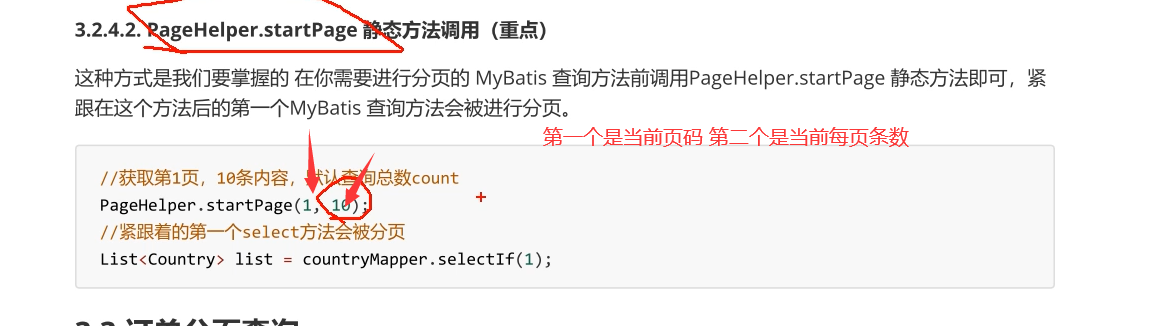 3.2.4.2. PageHelper.startPage 静态方法调用（重点）
这种方式是我们要掌握的 在你需要进行分页的 MyBatis 查询方法前调用PageHelper.startPage 静态方法即可，紧
跟在这个方法后的第一个MyBatis 查询方法会被进行分页。
第一个是当前页码 第二个是当前每页条数
//获取第1页，10条内容，默认查询总数count
PageHelper.startPage(1, 10);
//紧跟着的第一个select方法会被分页
List<Country> list = countryMapper.selectIf(1);
3.3 订单分页查询